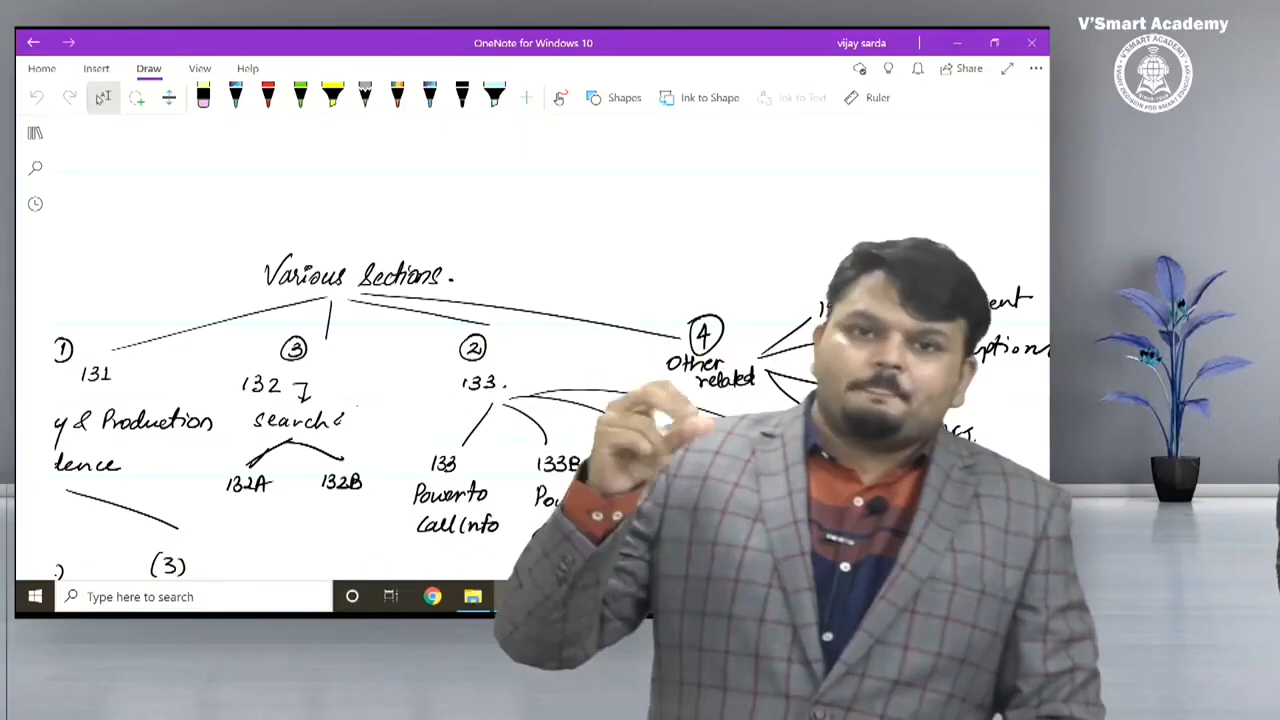 V'Smart Academy
OneNote for Windows 10
vijay sarda
Home Insert Draw View Help
Share
Shapes Ink to Shape Ink to Text Ruler
Various Sections.
① ③ ② ④
131 132 133. Other related
y & Production search &
dence
132A 132B 133 133B
Power to
Call Info
(3)
ent
ption
Type here to search